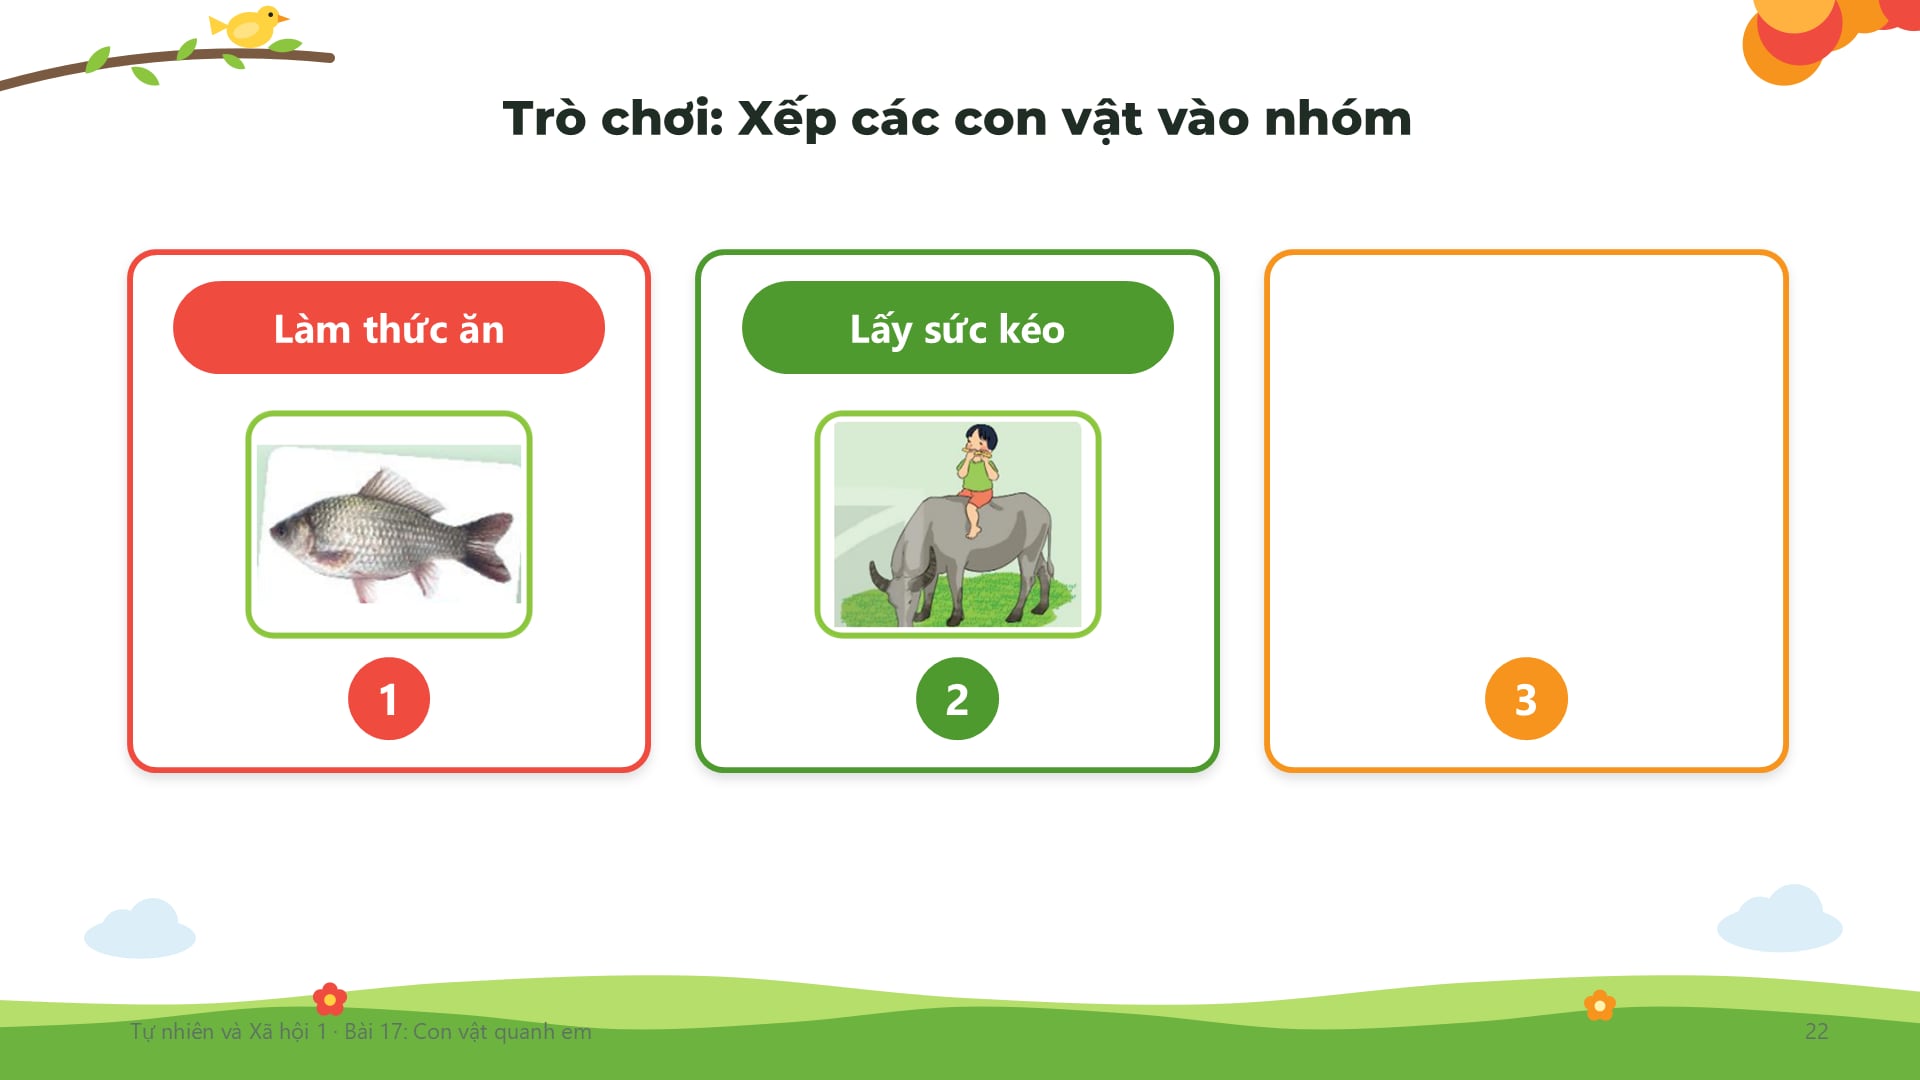 Trò chơi: Xếp các con vật vào nhóm
Làm thức ăn
Lấy sức kéo
1
2
3
Tự nhiên và Xã hội 1 · Bài 17: Con vật quanh em
22